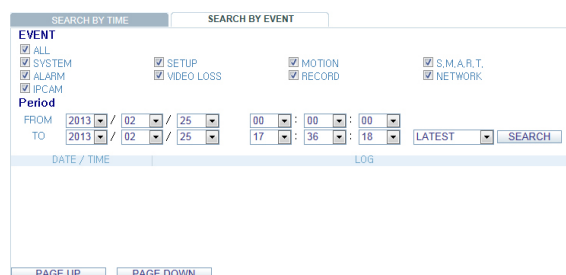 SEARCH BY TIME SEARCH BY EVENT
EVENT
ALL
SYSTEM SETUP MOTION S,M,A,R,T,
ALARM VIDEO LOSS RECORD NETWORK
IPCAM
Period
FROM 2013 / 02 / 25 00 : 00 : 00
TO 2013 / 02 / 25 17 : 36 : 18 LATEST SEARCH
DATE / TIME LOG
PAGE UP PAGE DOWN